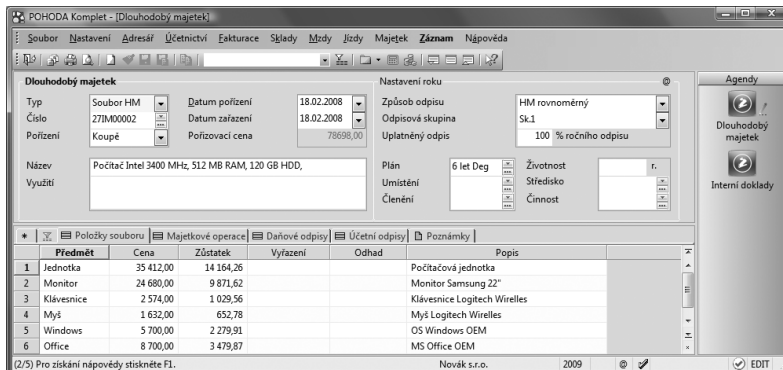 POHODA Komplet - [Dlouhodobý majetek]
Soubor Nastavení Adresář Účetnictví Fakturace Sklady Mzdy Jízdy Majetek Záznam Nápověda
Dlouhodobý majetek
Typ Soubor HM Datum pořízení 18.02.2008
Číslo 27IM00002 Datum zařazení 18.02.2008
Pořízení Koupě Pořizovací cena 78698,00
Název Počítač Intel 3400 MHz, 512 MB RAM, 120 GB HDD,
Využití
Nastavení roku @
Způsob odpisu HM rovnoměrný
Odpisová skupina Sk.1
Uplatněný odpis 100 % ročního odpisu
Plán 6 let Deg Životnost r.
Umístění Středisko
Členění Činnost
Agendy
Dlouhodobý
majetek
Interní doklady
* Položky souboru Majetkové operace Daňové odpisy Účetní odpisy Poznámky
Předmět Cena Zůstatek Vyřazení Odhad Popis
1 Jednotka 35 412,00 14 164,26 Počítačová jednotka
2 Monitor 24 680,00 9 871,62 Monitor Samsung 22"
3 Klávesnice 2 574,00 1 029,56 Klávesnice Logitech Wirelles
4 Myš 1 632,00 652,78 Myš Logitech Wirelles
5 Windows 5 700,00 2 279,91 OS Windows OEM
6 Office 8 700,00 3 479,87 MS Office OEM
(2/5) Pro získání nápovědy stiskněte F1. Novák s.r.o. 2009 @ EDIT